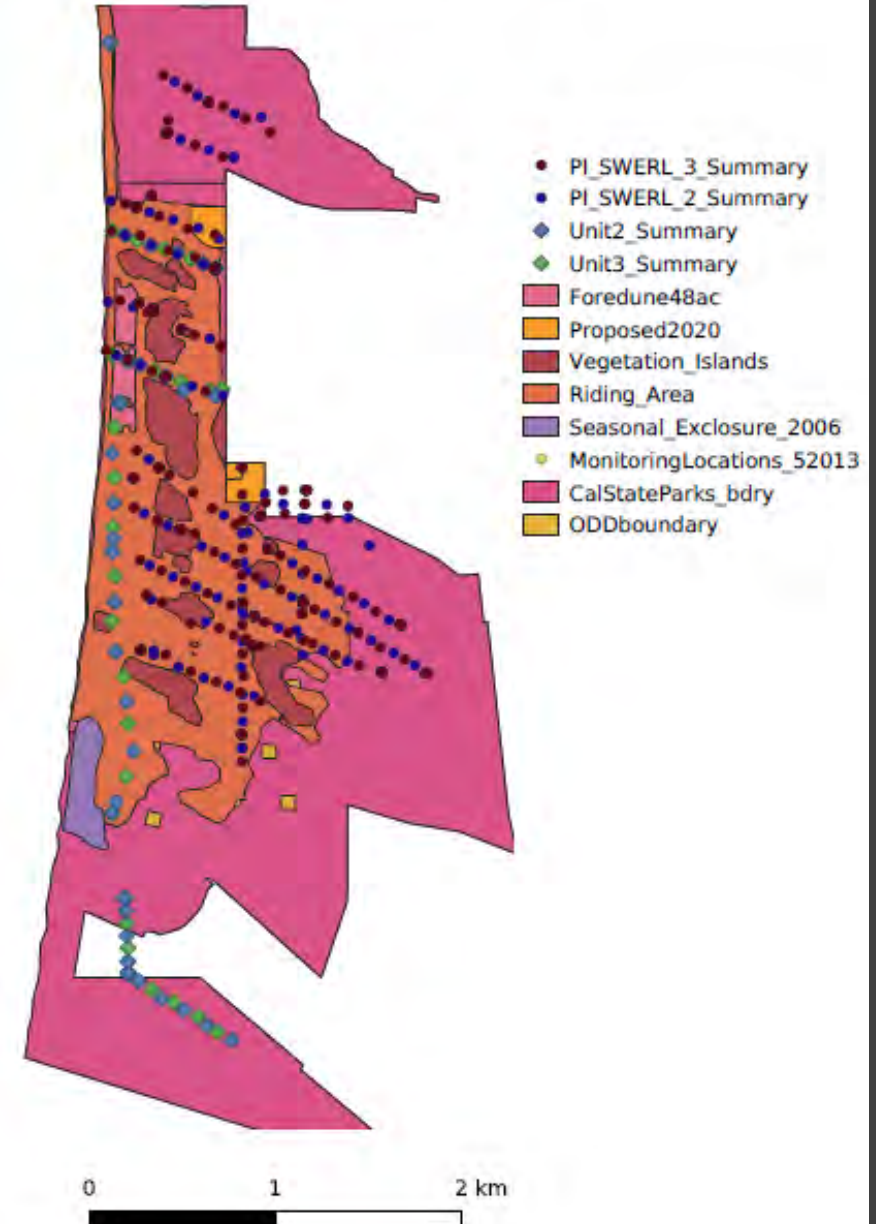 PI_SWERL_3_Summary
PI_SWERL_2_Summary
Unit2_Summary
Unit3_Summary
Foredune48ac
Proposed2020
Vegetation_Islands
Riding_Area
Seasonal_Exclosure_2006
MonitoringLocations_52013
CalStateParks_bdry
ODDboundary
0 1 2 km